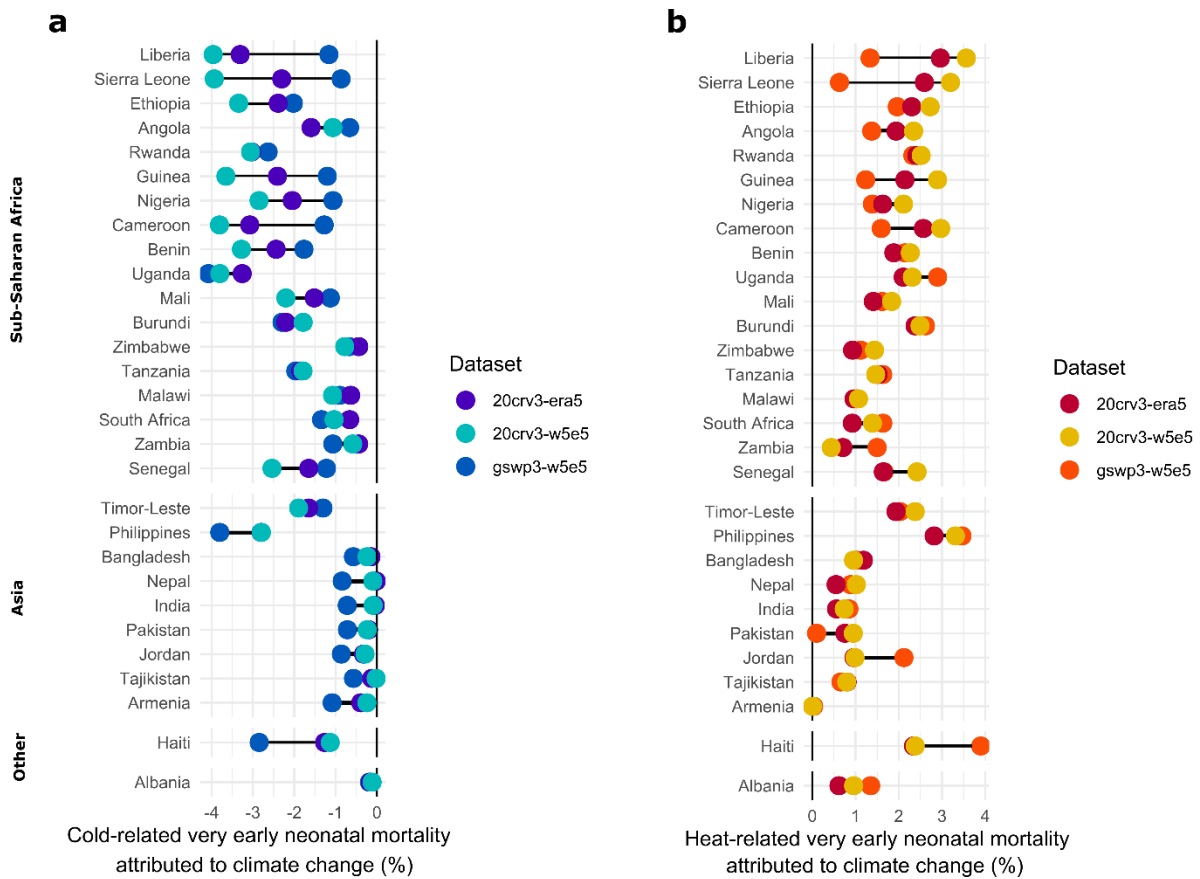 a
Sub-Saharan Africa
Liberia
Sierra Leone
Ethiopia
Angola
Rwanda
Guinea
Nigeria
Cameroon
Benin
Uganda
Mali
Burundi
Zimbabwe
Tanzania
Malawi
South Africa
Zambia
Senegal
Asia
Timor-Leste
Philippines
Bangladesh
Nepal
India
Pakistan
Jordan
Tajikistan
Armenia
Other
Haiti
Albania
-4 -3 -2 -1 0
Cold-related very early neonatal mortality
attributed to climate change (%)
Dataset
20crv3-era5
20crv3-w5e5
gswp3-w5e5
b
Liberia
Sierra Leone
Ethiopia
Angola
Rwanda
Guinea
Nigeria
Cameroon
Benin
Uganda
Mali
Burundi
Zimbabwe
Tanzania
Malawi
South Africa
Zambia
Senegal
Timor-Leste
Philippines
Bangladesh
Nepal
India
Pakistan
Jordan
Tajikistan
Armenia
Haiti
Albania
0 1 2 3 4
Heat-related very early neonatal mortality
attributed to climate change (%)
Dataset
20crv3-era5
20crv3-w5e5
gswp3-w5e5